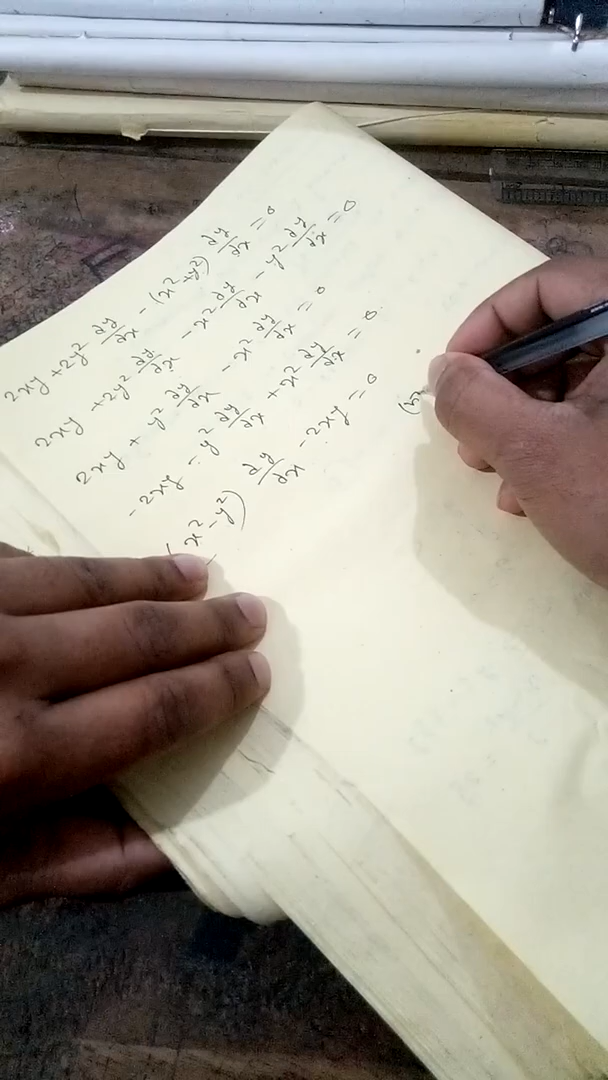 2xy + 2y² dy/dx - (x² + y²) dy/dx = 0
2xy + 2y² dy/dx - x² dy/dx - y² dy/dx = 0
2xy + y² dy/dx - x² dy/dx = 0
- 2xy - y² dy/dx + x² dy/dx = 0
(x² - y²) dy/dx - 2xy = 0